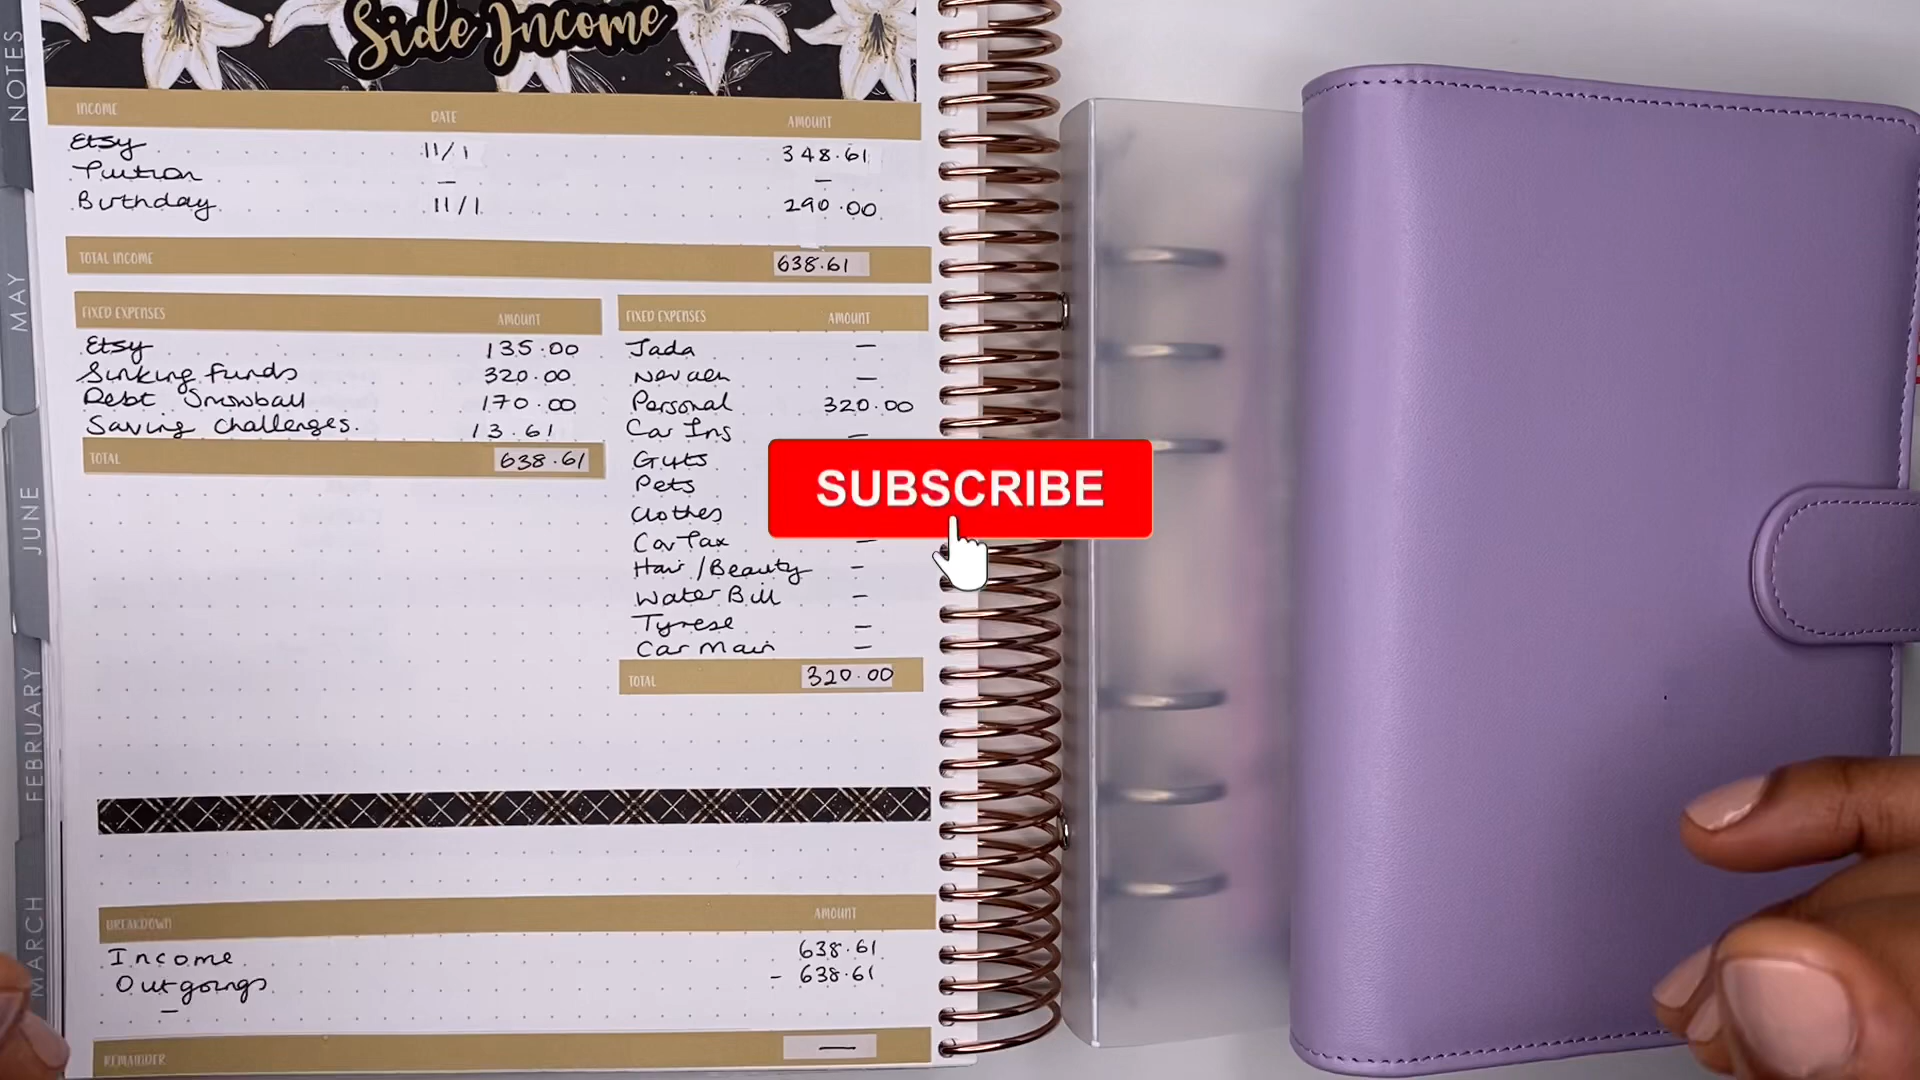 Side Income
INCOME DATE AMOUNT
Etsy 11/1 348.61
Tuition — —
Birthday 11/1 290.00
TOTAL INCOME 638.61
FIXED EXPENSES AMOUNT
Etsy 135.00
Sinking Funds 320.00
Debt Snowball 170.00
Saving Challenges. 13.61
TOTAL 638.61
FIXED EXPENSES AMOUNT
Jada —
Personal 320.00
Car Ins —
Gifts
Pets
Clothes
Car Tax —
Hair/Beauty —
Water Bill —
Tyrese —
Car Main —
TOTAL 320.00
BREAKDOWN AMOUNT
Income 638.61
Outgoings - 638.61
—
REMAINDER —
NOTES
MAY
JUNE
FEBRUARY
MARCH
SUBSCRIBE